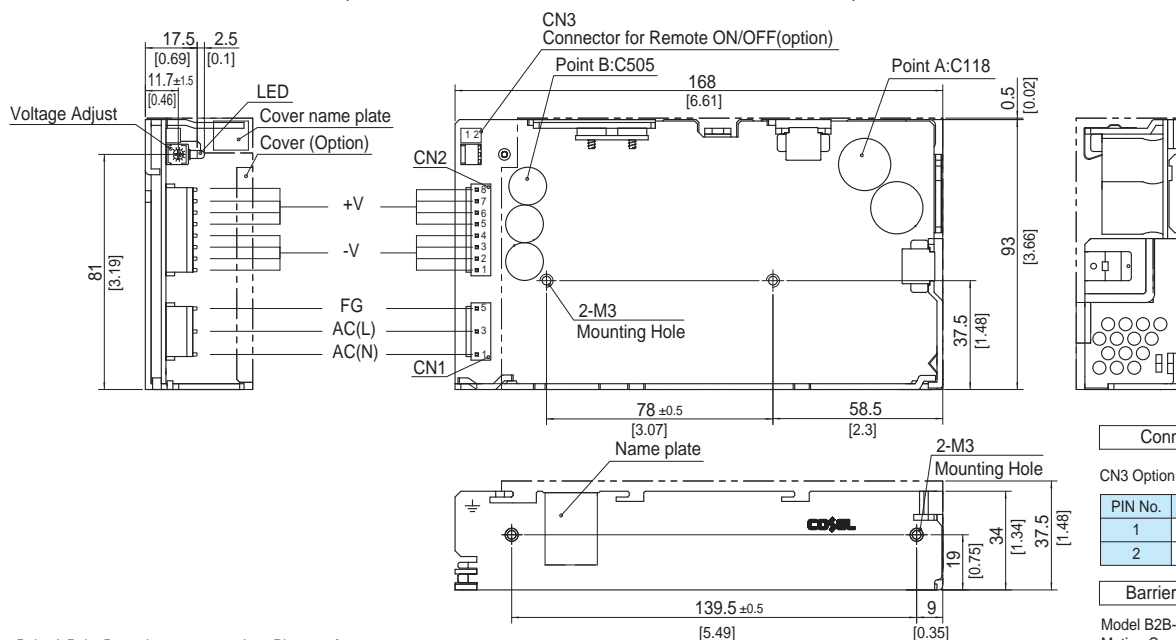 CN3
Connector for Remote ON/OFF(option)
17.5
2.5
[0.69]
[0.1]
11.7±1.5
[0.46]
LED
Point B:C505
168
[6.61]
Point A:C118
0.5
[0.02]
Voltage Adjust
Cover name plate
Cover (Option)
1 2
CN2
+V
-V
8
7
6
5
4
3
2
1
81
[3.19]
93
[3.66]
FG
AC(L)
AC(N)
5
3
1
CN1
2-M3
Mounting Hole
37.5
[1.48]
78 ±0.5
[3.07]
58.5
[2.3]
Name plate
2-M3
Mounting Hole
COSEL
19
[0.75]
34
[1.34]
37.5
[1.48]
139.5 ±0.5
[5.49]
9
[0.35]
Conn
CN3 Option
PIN No.
1
2
Barrier
Model B2B-